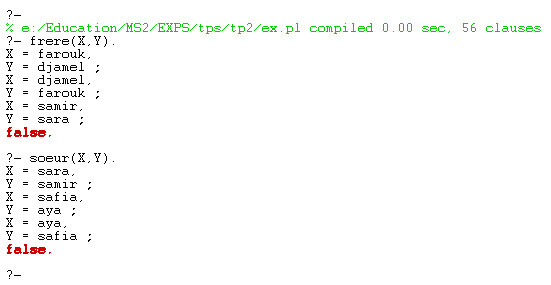 ?-
% e:/Education/MS2/EXPS/tps/tp2/ex.pl compiled 0.00 sec, 56 clauses
?- frere(X,Y).
X = farouk,
Y = djamel ;
X = djamel,
Y = farouk ;
X = samir,
Y = sara ;
false.
?- soeur(X,Y).
X = sara,
Y = samir ;
X = safia,
Y = aya ;
X = aya,
Y = safia ;
false.
?-